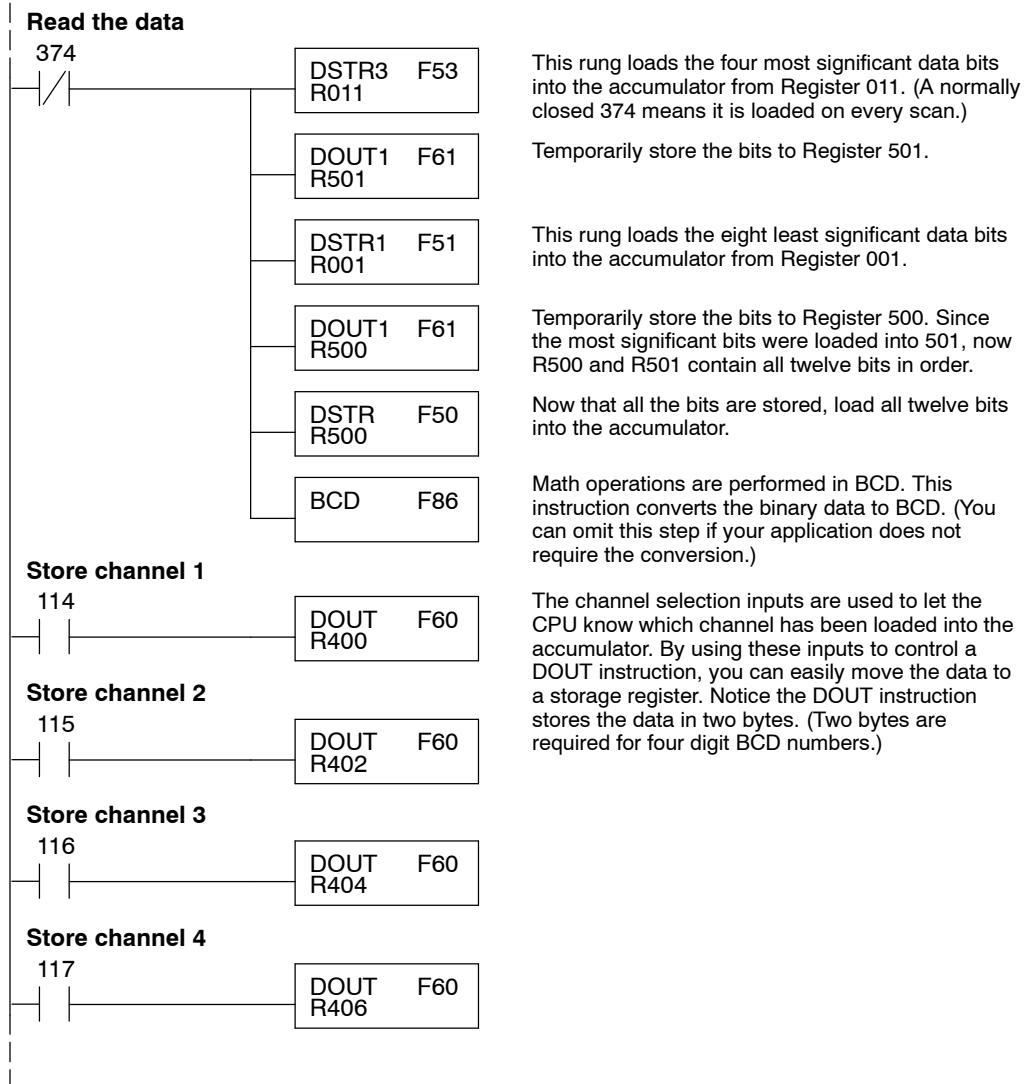 Read the data
374
DSTR3 F53
R011
This rung loads the four most significant data bits
into the accumulator from Register 011. (A normally
closed 374 means it is loaded on every scan.)
DOUT1 F61
R501
Temporarily store the bits to Register 501.
DSTR1 F51
R001
This rung loads the eight least significant data bits
into the accumulator from Register 001.
DOUT1 F61
R500
Temporarily store the bits to Register 500. Since
the most significant bits were loaded into 501, now
R500 and R501 contain all twelve bits in order.
DSTR F50
R500
Now that all the bits are stored, load all twelve bits
into the accumulator.
BCD F86
Math operations are performed in BCD. This
instruction converts the binary data to BCD. (You
can omit this step if your application does not
require the conversion.)
Store channel 1
114
DOUT F60
R400
The channel selection inputs are used to let the
CPU know which channel has been loaded into the
accumulator. By using these inputs to control a
DOUT instruction, you can easily move the data to
a storage register. Notice the DOUT instruction
stores the data in two bytes. (Two bytes are
required for four digit BCD numbers.)
Store channel 2
115
DOUT F60
R402
Store channel 3
116
DOUT F60
R404
Store channel 4
117
DOUT F60
R406